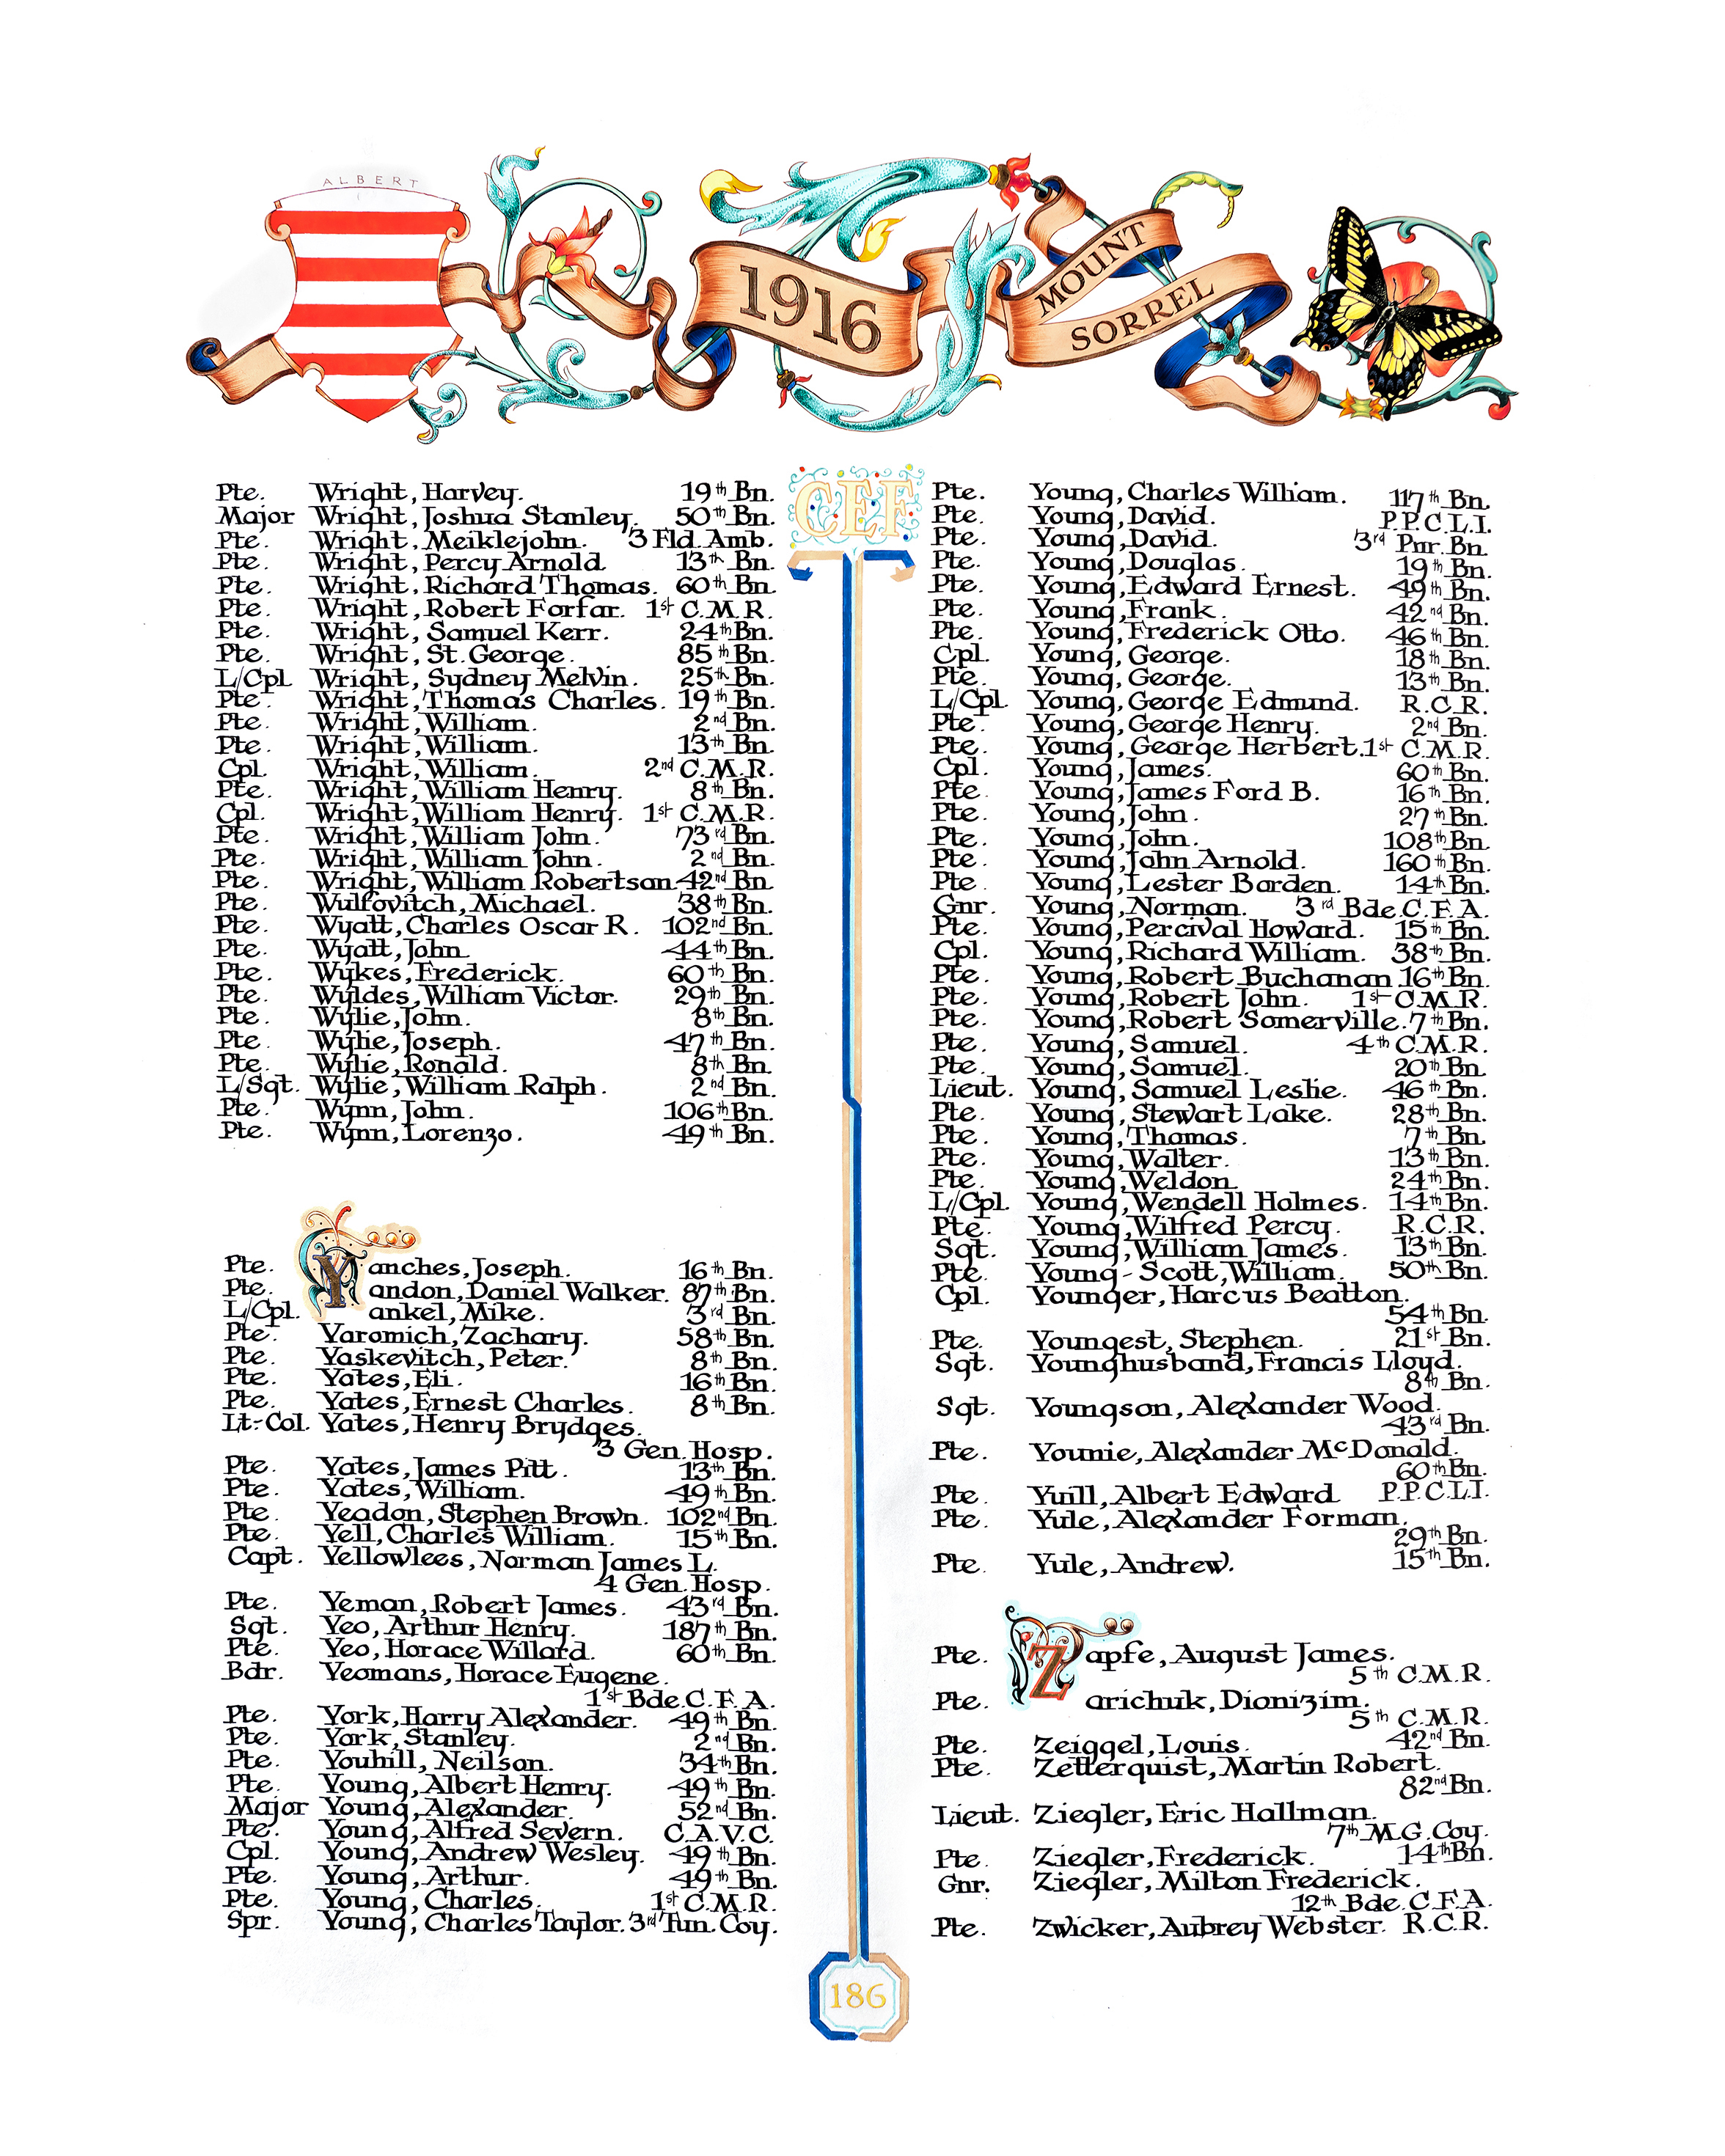 ALBERT
1916
MOUNT
SORREL
CEF
Pte. Wright, Harvey. 19th Bn.
Major Wright, Joshua Stanley. 50th Bn.
Pte. Wright, Meiklejohn. 3 Fld. Amb.
Pte. Wright, Percy Arnold 13th Bn.
Pte. Wright, Richard Thomas. 60th Bn.
Pte. Wright, Robert Forfar. 1st C.M.R.
Pte. Wright, Samuel Kerr. 24th Bn.
Pte. Wright, St. George. 85th Bn.
L/Cpl Wright, Sydney Melvin. 25th Bn.
Pte. Wright, Thomas Charles. 19th Bn.
Pte. Wright, William. 2nd Bn.
Pte. Wright, William. 13th Bn.
Cpl. Wright, William. 2nd C.M.R.
Pte. Wright, William Henry. 8th Bn.
Cpl. Wright, William Henry. 1st C.M.R.
Pte. Wright, William John. 73rd Bn.
Pte. Wright, William John. 2nd Bn.
Pte. Wright, William Robertson 42nd Bn.
Pte. Wulfovitch, Michael. 38th Bn.
Pte. Wyatt, Charles Oscar R. 102nd Bn.
Pte. Wyatt, John 44th Bn.
Pte. Wykes, Frederick. 60th Bn.
Pte. Wyldes, William Victor. 29th Bn.
Pte. Wylie, John. 8th Bn.
Pte. Wylie, Joseph. 47th Bn.
Pte. Wylie, Ronald. 8th Bn.
L/Sgt. Wylie, William Ralph. 2nd Bn.
Pte. Wynn, John. 106th Bn.
Pte. Wynn, Lorenzo. 49th Bn.
Pte. Yanches, Joseph. 16th Bn.
Pte. Yandon, Daniel Walker. 87th Bn.
L/Cpl. Yankel, Mike. 3rd Bn.
Pte. Yaromich, Zachary. 58th Bn.
Pte. Yaskevitch, Peter. 8th Bn.
Pte. Yates, Eli. 16th Bn.
Pte. Yates, Ernest Charles. 8th Bn.
Lt-Col. Yates, Henry Brydges.
3 Gen. Hosp.
Pte. Yates, James Pitt. 13th Bn.
Pte. Yates, William. 49th Bn.
Pte. Yeadon, Stephen Brown. 102nd Bn.
Pte. Yell, Charles William. 15th Bn.
Capt. Yellowlees, Norman James L.
4 Gen. Hosp.
Pte. Yeman, Robert James. 43rd Bn.
Sgt. Yeo, Arthur Henry. 187th Bn.
Pte. Yeo, Horace Willard. 60th Bn.
Bdr. Yeomans, Horace Eugene.
1st Bde. C.F.A.
Pte. York, Harry Alexander. 49th Bn.
Pte. York, Stanley. 2nd Bn.
Pte. Youhill, Neilson. 34th Bn.
Pte. Young, Albert Henry. 49th Bn.
Major Young, Alexander. 52nd Bn.
Pte. Young, Alfred Severn. C.A.V.C.
Cpl. Young, Andrew Wesley. 49th Bn.
Pte. Young, Arthur. 49th Bn.
Pte. Young, Charles. 1st C.M.R.
Spr. Young, Charles Taylor. 3rd Tun. Coy.
Pte. Young, Charles William. 117th Bn.
Pte. Young, David. P.P.C.L.I.
Pte. Young, David. 3rd Pnr. Bn.
Pte. Young, Douglas. 19th Bn.
Pte. Young, Edward Ernest. 49th Bn.
Pte. Young, Frank. 42nd Bn.
Pte. Young, Frederick Otto. 46th Bn.
Cpl. Young, George. 18th Bn.
Pte. Young, George. 13th Bn.
L/Cpl. Young, George Edmund. R.C.R.
Pte. Young, George Henry. 2nd Bn.
Pte. Young, George Herbert. 1st C.M.R.
Cpl. Young, James. 60th Bn.
Pte. Young, James Ford B. 16th Bn.
Pte. Young, John. 27th Bn.
Pte. Young, John. 108th Bn.
Pte. Young, John Arnold. 160th Bn.
Pte. Young, Lester Borden. 14th Bn.
Gnr. Young, Norman. 3rd Bde. C.F.A.
Pte. Young, Percival Howard. 15th Bn.
Cpl. Young, Richard William. 38th Bn.
Pte. Young, Robert Buchanan 16th Bn.
Pte. Young, Robert John. 1st C.M.R.
Pte. Young, Robert Somerville. 7th Bn.
Pte. Young, Samuel. 4th C.M.R.
Pte. Young, Samuel. 20th Bn.
Lieut. Young, Samuel Leslie. 46th Bn.
Pte. Young, Stewart Lake. 28th Bn.
Pte. Young, Thomas. 7th Bn.
Pte. Young, Walter. 13th Bn.
Pte. Young, Weldon. 24th Bn.
L/Cpl. Young, Wendell Holmes. 14th Bn.
Pte. Young, Wilfred Percy. R.C.R.
Sgt. Young, William James. 13th Bn.
Pte. Young-Scott, William. 50th Bn.
Cpl. Younger, Harcus Beatton.
54th Bn.
Pte. Youngest, Stephen. 21st Bn.
Sgt. Younghusband, Francis Lloyd.
8th Bn.
Sgt. Youngson, Alexander Wood.
43rd Bn.
Pte. Younie, Alexander McDonald.
60th Bn.
Pte. Yuill, Albert Edward P.P.C.L.I.
Pte. Yule, Alexander Forman.
29th Bn.
Pte. Yule, Andrew. 15th Bn.
Pte. Zapfe, August James.
5th C.M.R.
Pte. Zarichuk, Dionizim.
5th C.M.R.
Pte. Zeiggel, Louis. 42nd Bn.
Pte. Zetterquist, Martin Robert.
82nd Bn.
Lieut. Ziegler, Eric Hallman.
7th M.G. Coy.
Pte. Ziegler, Frederick. 14th Bn.
Gnr. Ziegler, Milton Frederick.
12th Bde. C.F.A.
Pte. Zwicker, Aubrey Webster. R.C.R.
186